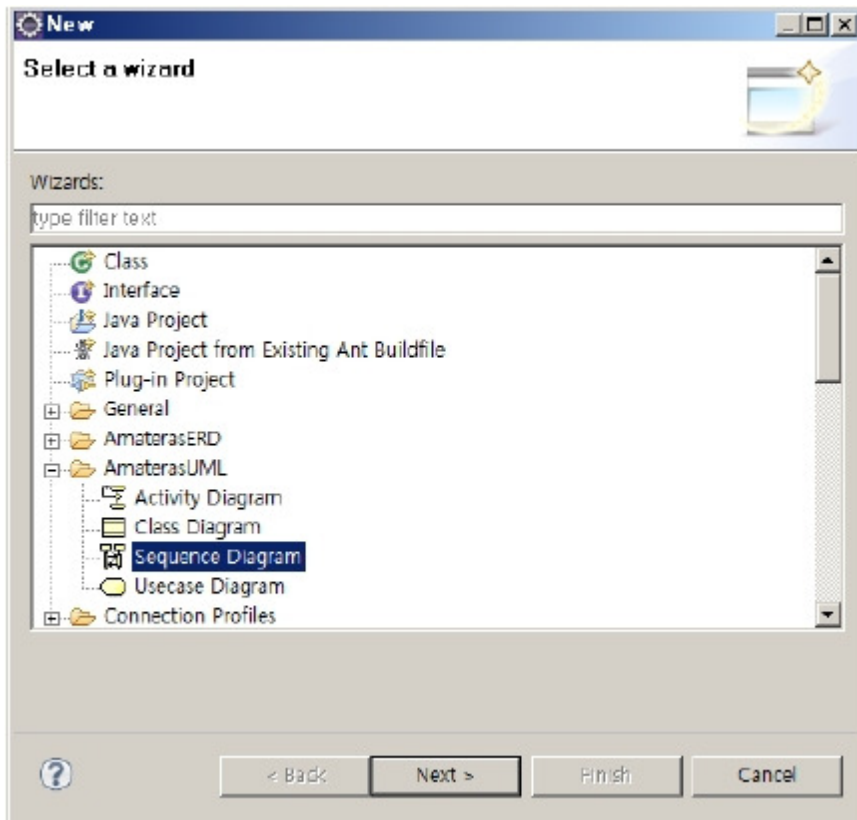 New
Select a wizard
Wizards:
type filter text
Class
Interface
Java Project
Java Project from Existing Ant Buildfile
Plug-in Project
General
AmaterasERD
AmaterasUML
Activity Diagram
Class Diagram
Sequence Diagram
Usecase Diagram
Connection Profiles
< Back
Next >
Finish
Cancel